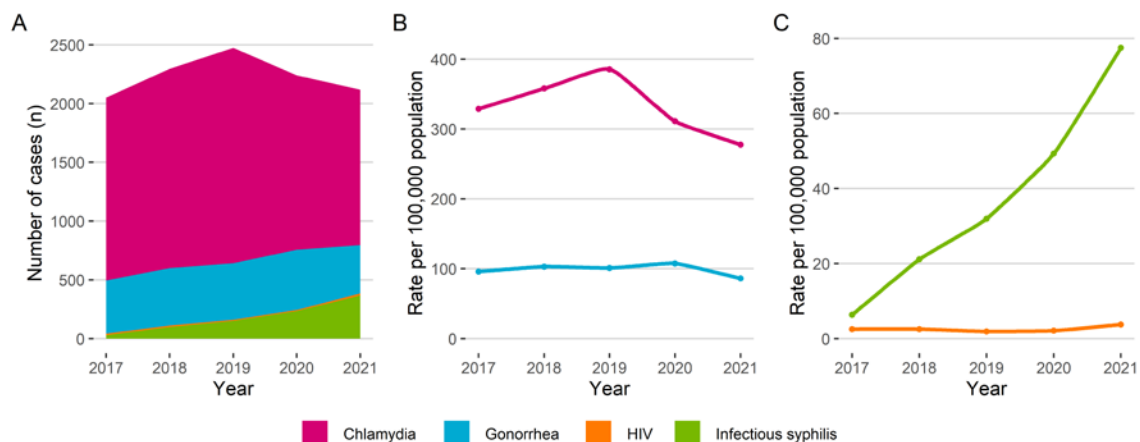 A
Number of cases (n)
2500
2000
1500
1000
500
0
2017 2018 2019 2020 2021
Year
B
Rate per 100,000 population
400
300
200
100
0
2017 2018 2019 2020 2021
Year
C
Rate per 100,000 population
80
60
40
20
0
2017 2018 2019 2020 2021
Year
Chlamydia Gonorrhea HIV Infectious syphilis